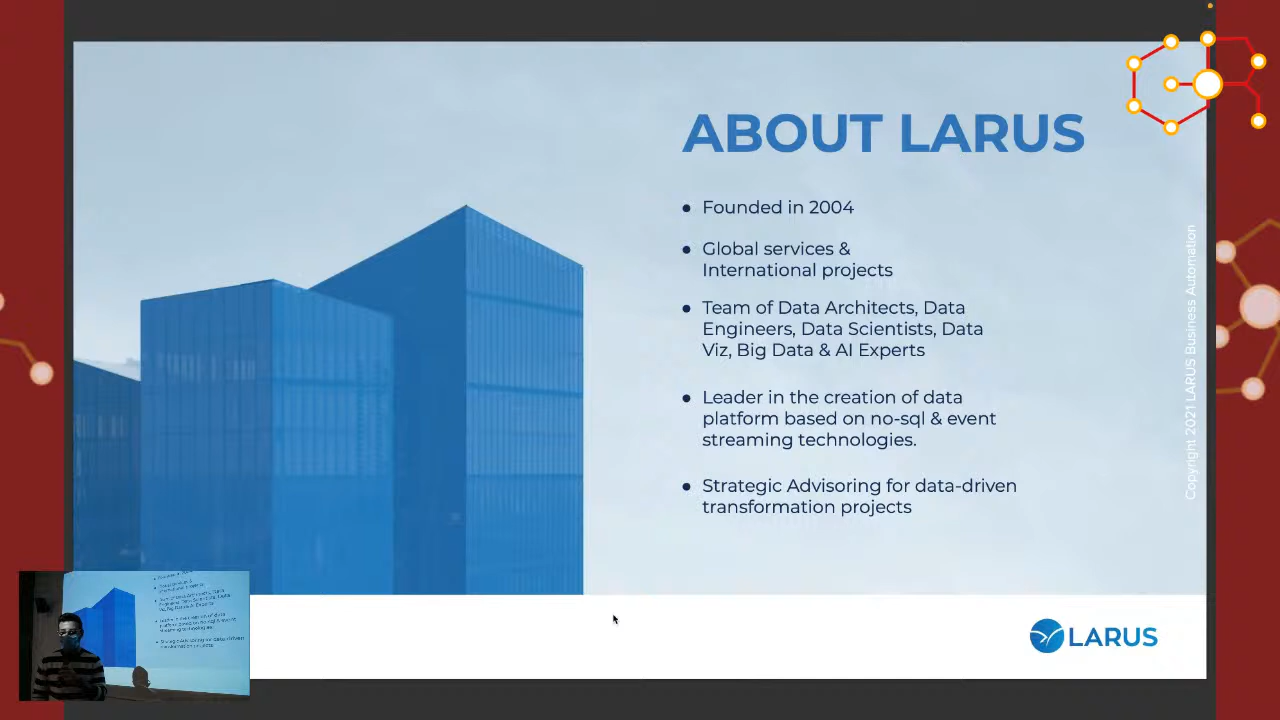 ABOUT LARUS
● Founded in 2004
● Global services &
International projects
● Team of Data Architects, Data
Engineers, Data Scientists, Data
Viz, Big Data & AI Experts
● Leader in the creation of data
platform based on no-sql & event
streaming technologies.
● Strategic Advisoring for data-driven
transformation projects
Copyright 2021 LARUS Business Automation
LARUS